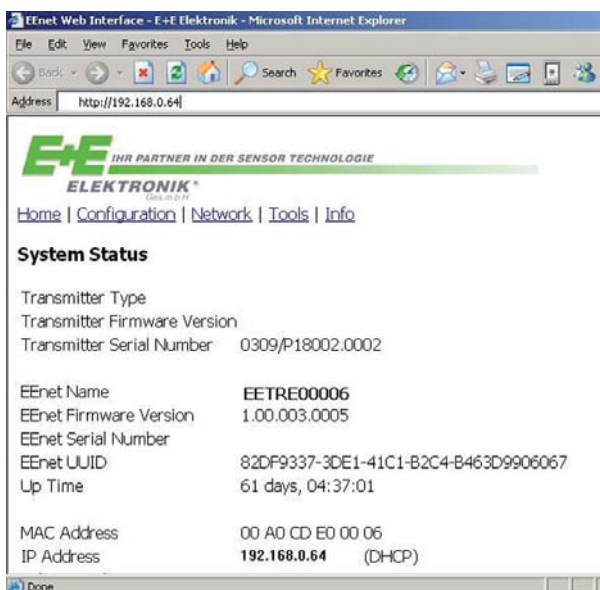 EEnet Web Interface - E+E Elektronik - Microsoft Internet Explorer
File Edit View Favorites Tools Help
Back Search Favorites
Address http://192.168.0.64
E+E IHR PARTNER IN DER SENSOR TECHNOLOGIE
ELEKTRONIK®
Ges.m.b.H.
Home | Configuration | Network | Tools | Info
System Status
Transmitter Type
Transmitter Firmware Version
Transmitter Serial Number 0309/P18002.0002
EEnet Name EETRE00006
EEnet Firmware Version 1.00.003.0005
EEnet Serial Number
EEnet UUID 82DF9337-3DE1-41C1-B2C4-B463D9906067
Up Time 61 days, 04:37:01
MAC Address 00 A0 CD E0 00 06
IP Address 192.168.0.64 (DHCP)
Done